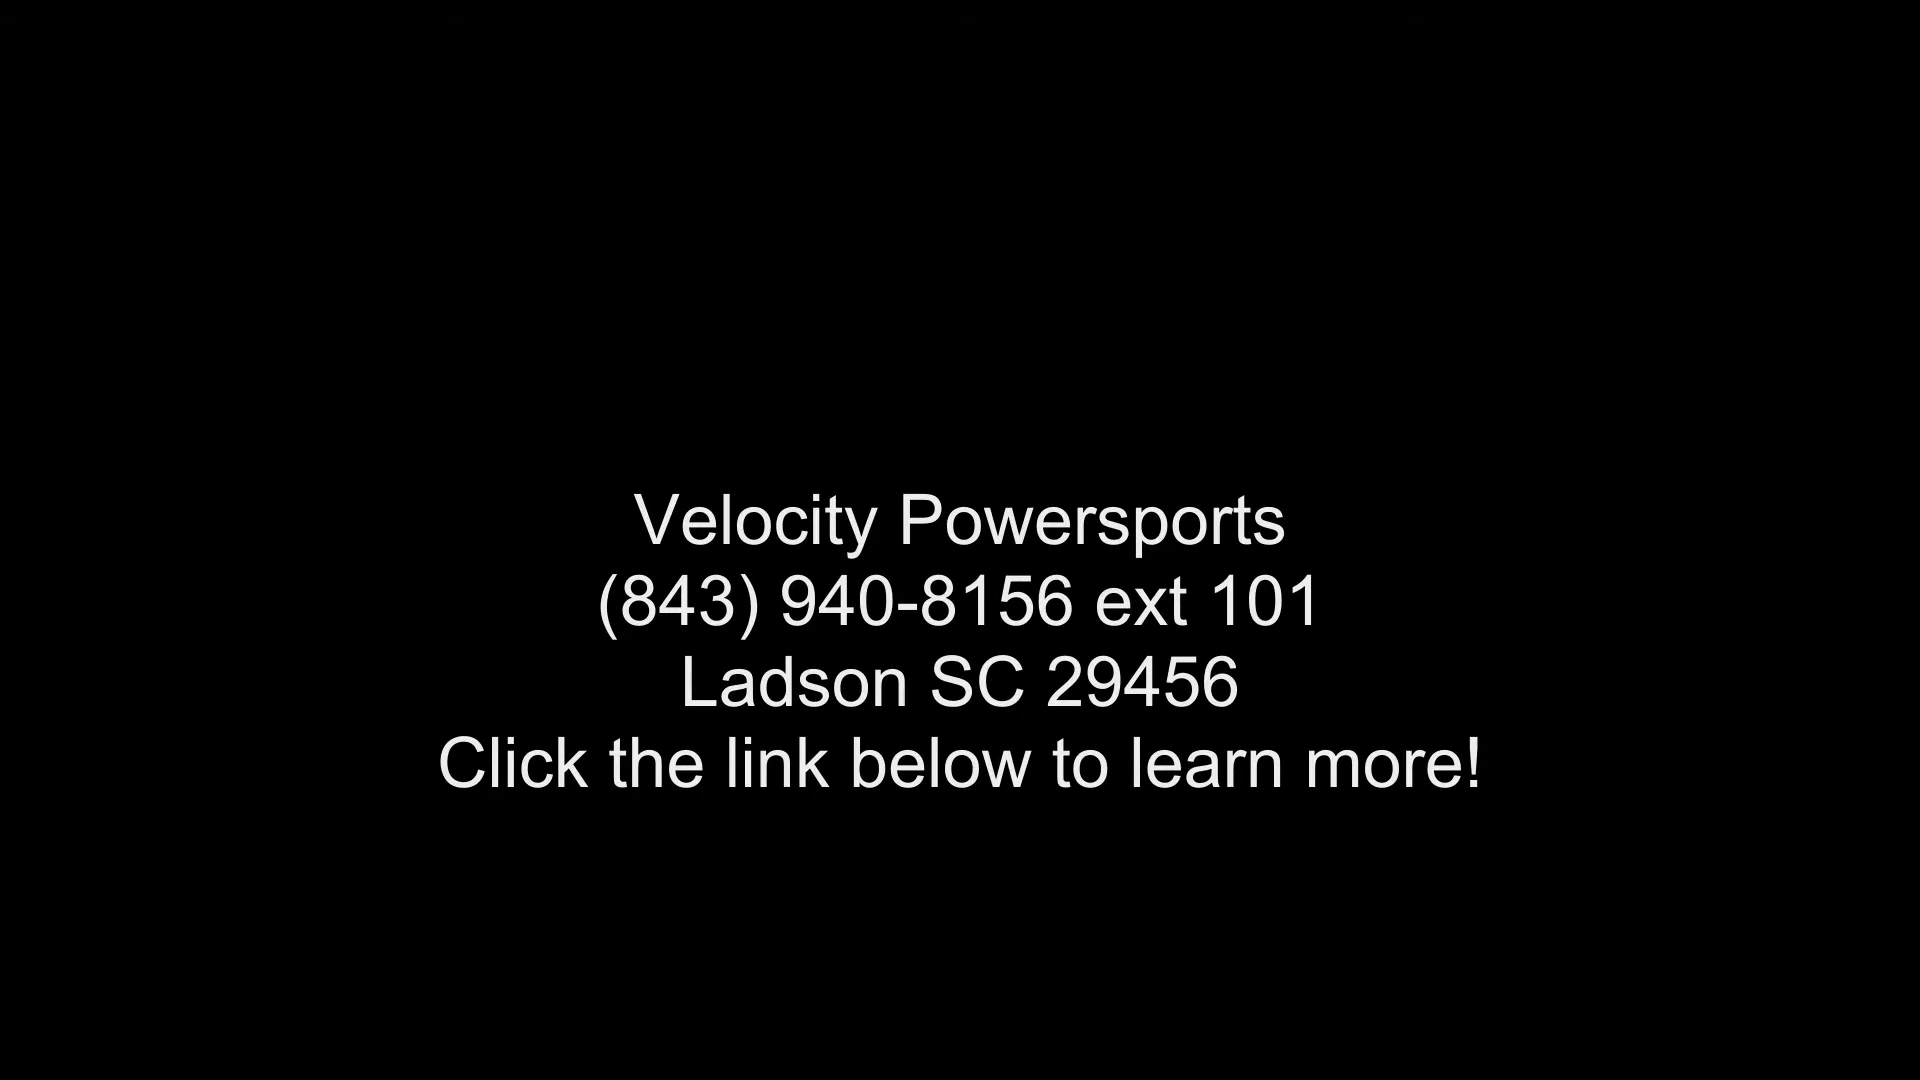 Velocity Powersports
(843) 940-8156 ext 101
Ladson SC 29456
Click the link below to learn more!